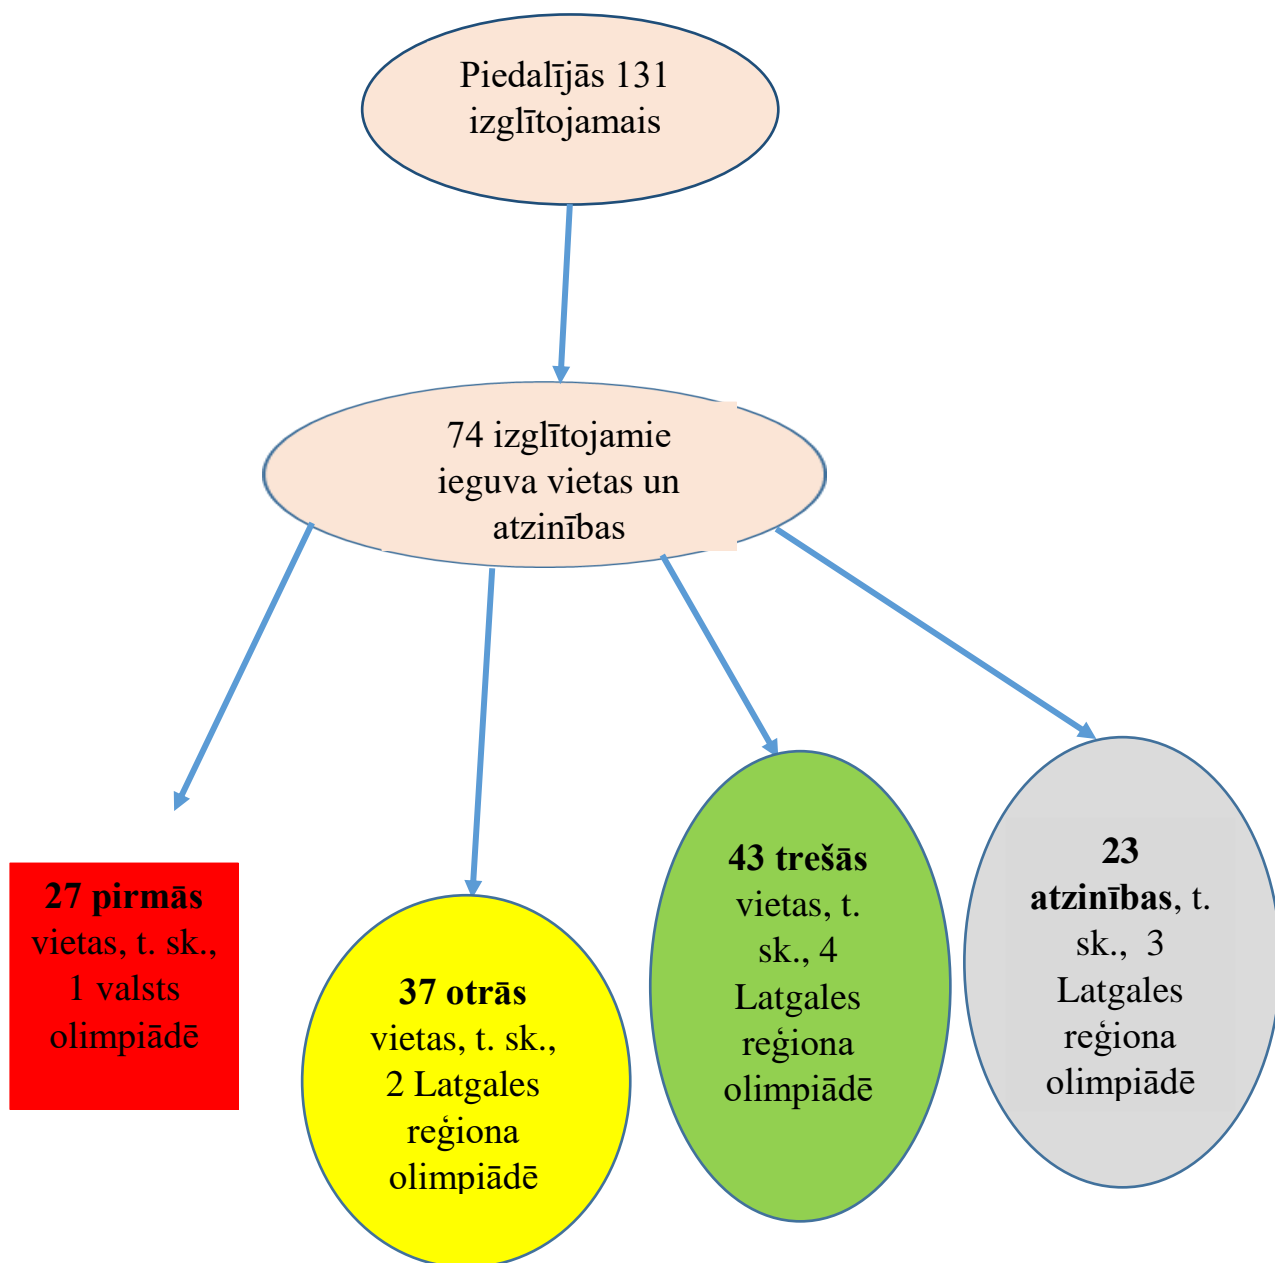 Piedalījās 131
izglītojamais
74 izglītojamie
ieguva vietas un
atzinības
27 pirmās
vietas, t. sk.,
1 valsts
olimpiādē
37 otrās
vietas, t. sk.,
2 Latgales
reģiona
olimpiādē
43 trešās
vietas, t.
sk., 4
Latgales
reģiona
olimpiādē
23
atzinības, t.
sk., 3
Latgales
reģiona
olimpiādē